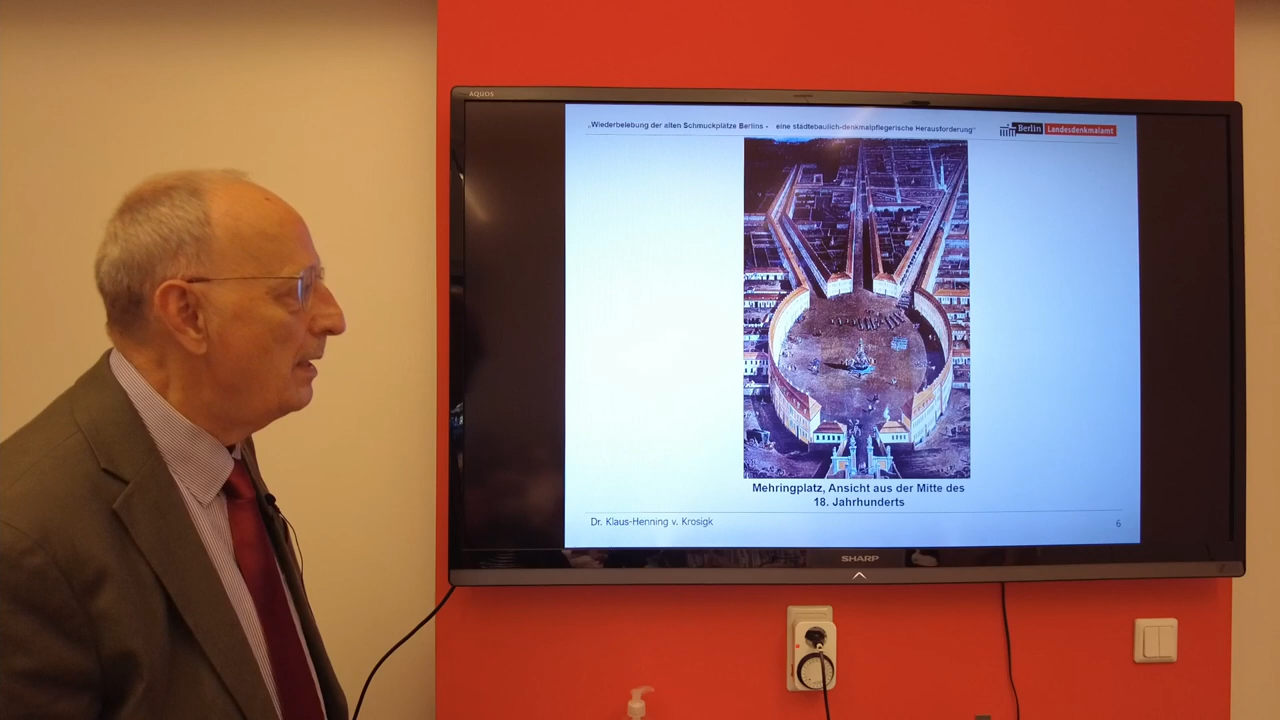 AQUOS
„Wiederbelebung der alten Schmuckplätze Berlins - eine städtebaulich-denkmalpflegerische Herausforderung“
Berlin Landesdenkmalamt
Mehringplatz, Ansicht aus der Mitte des
18. Jahrhunderts
Dr. Klaus-Henning v. Krosigk
6
SHARP